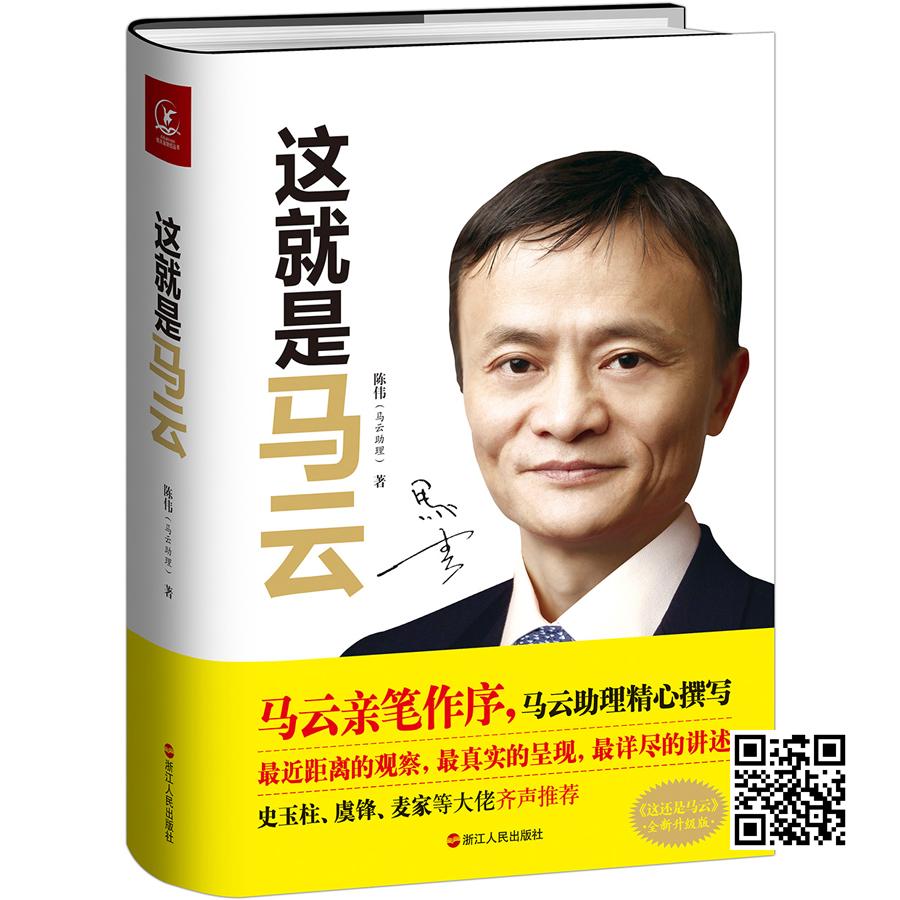 这就是马云
陈伟（马云助理）著
浙江人民出版社
这就是
马云
陈伟（马云助理）著
马云
马云亲笔作序，马云助理精心撰写
最近距离的观察，最真实的呈现，最详尽的讲述
史玉柱、虞锋、麦家等大佬齐声推荐
《这还是马云》
全新升级版
浙江人民出版社